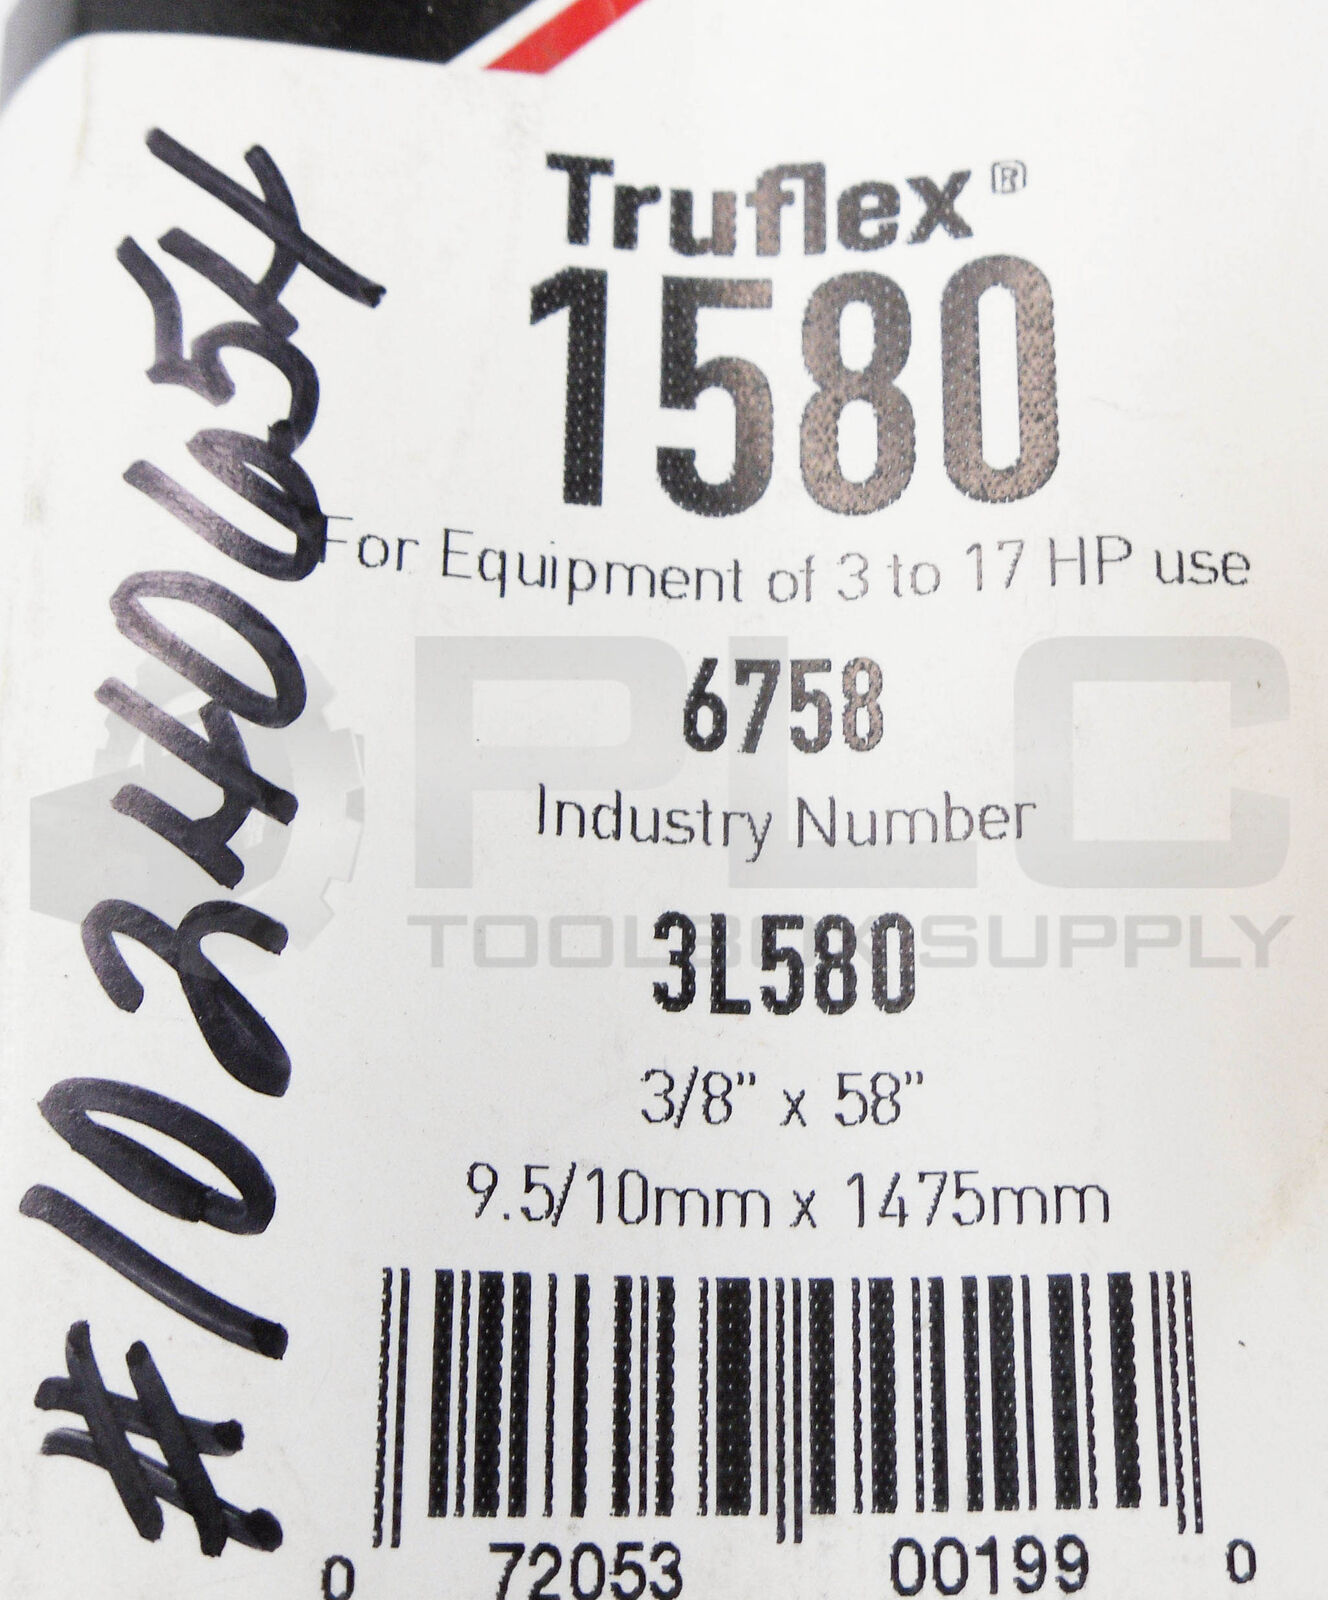 Truflex®
1580
For Equipment of 3 to 17 HP use
6758
Industry Number
3L580
3/8" x 58"
9.5/10mm x 1475mm
0 72053 00199 0
#102440654
PLC
TOOLBOX SUPPLY